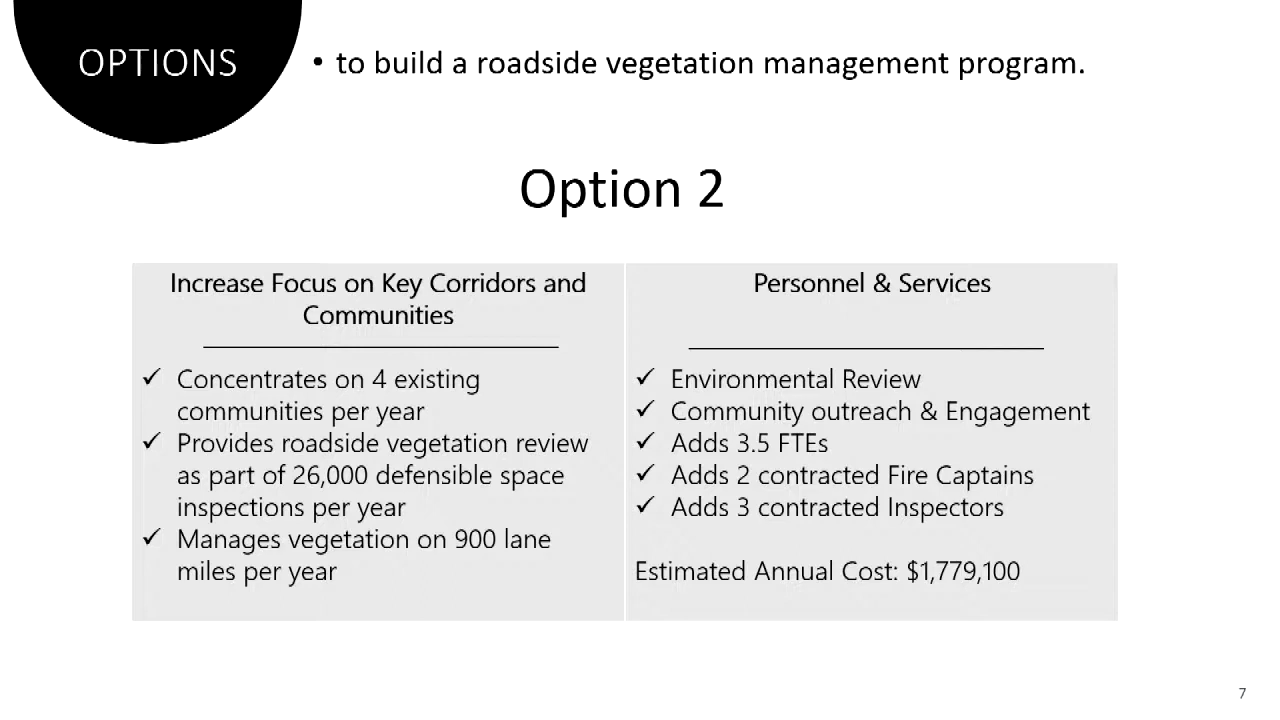 OPTIONS
• to build a roadside vegetation management program.
Option 2
Increase Focus on Key Corridors and
Communities
✓ Concentrates on 4 existing
communities per year
✓ Provides roadside vegetation review
as part of 26,000 defensible space
inspections per year
✓ Manages vegetation on 900 lane
miles per year
Personnel & Services
✓ Environmental Review
✓ Community outreach & Engagement
✓ Adds 3.5 FTEs
✓ Adds 2 contracted Fire Captains
✓ Adds 3 contracted Inspectors
Estimated Annual Cost: $1,779,100
7